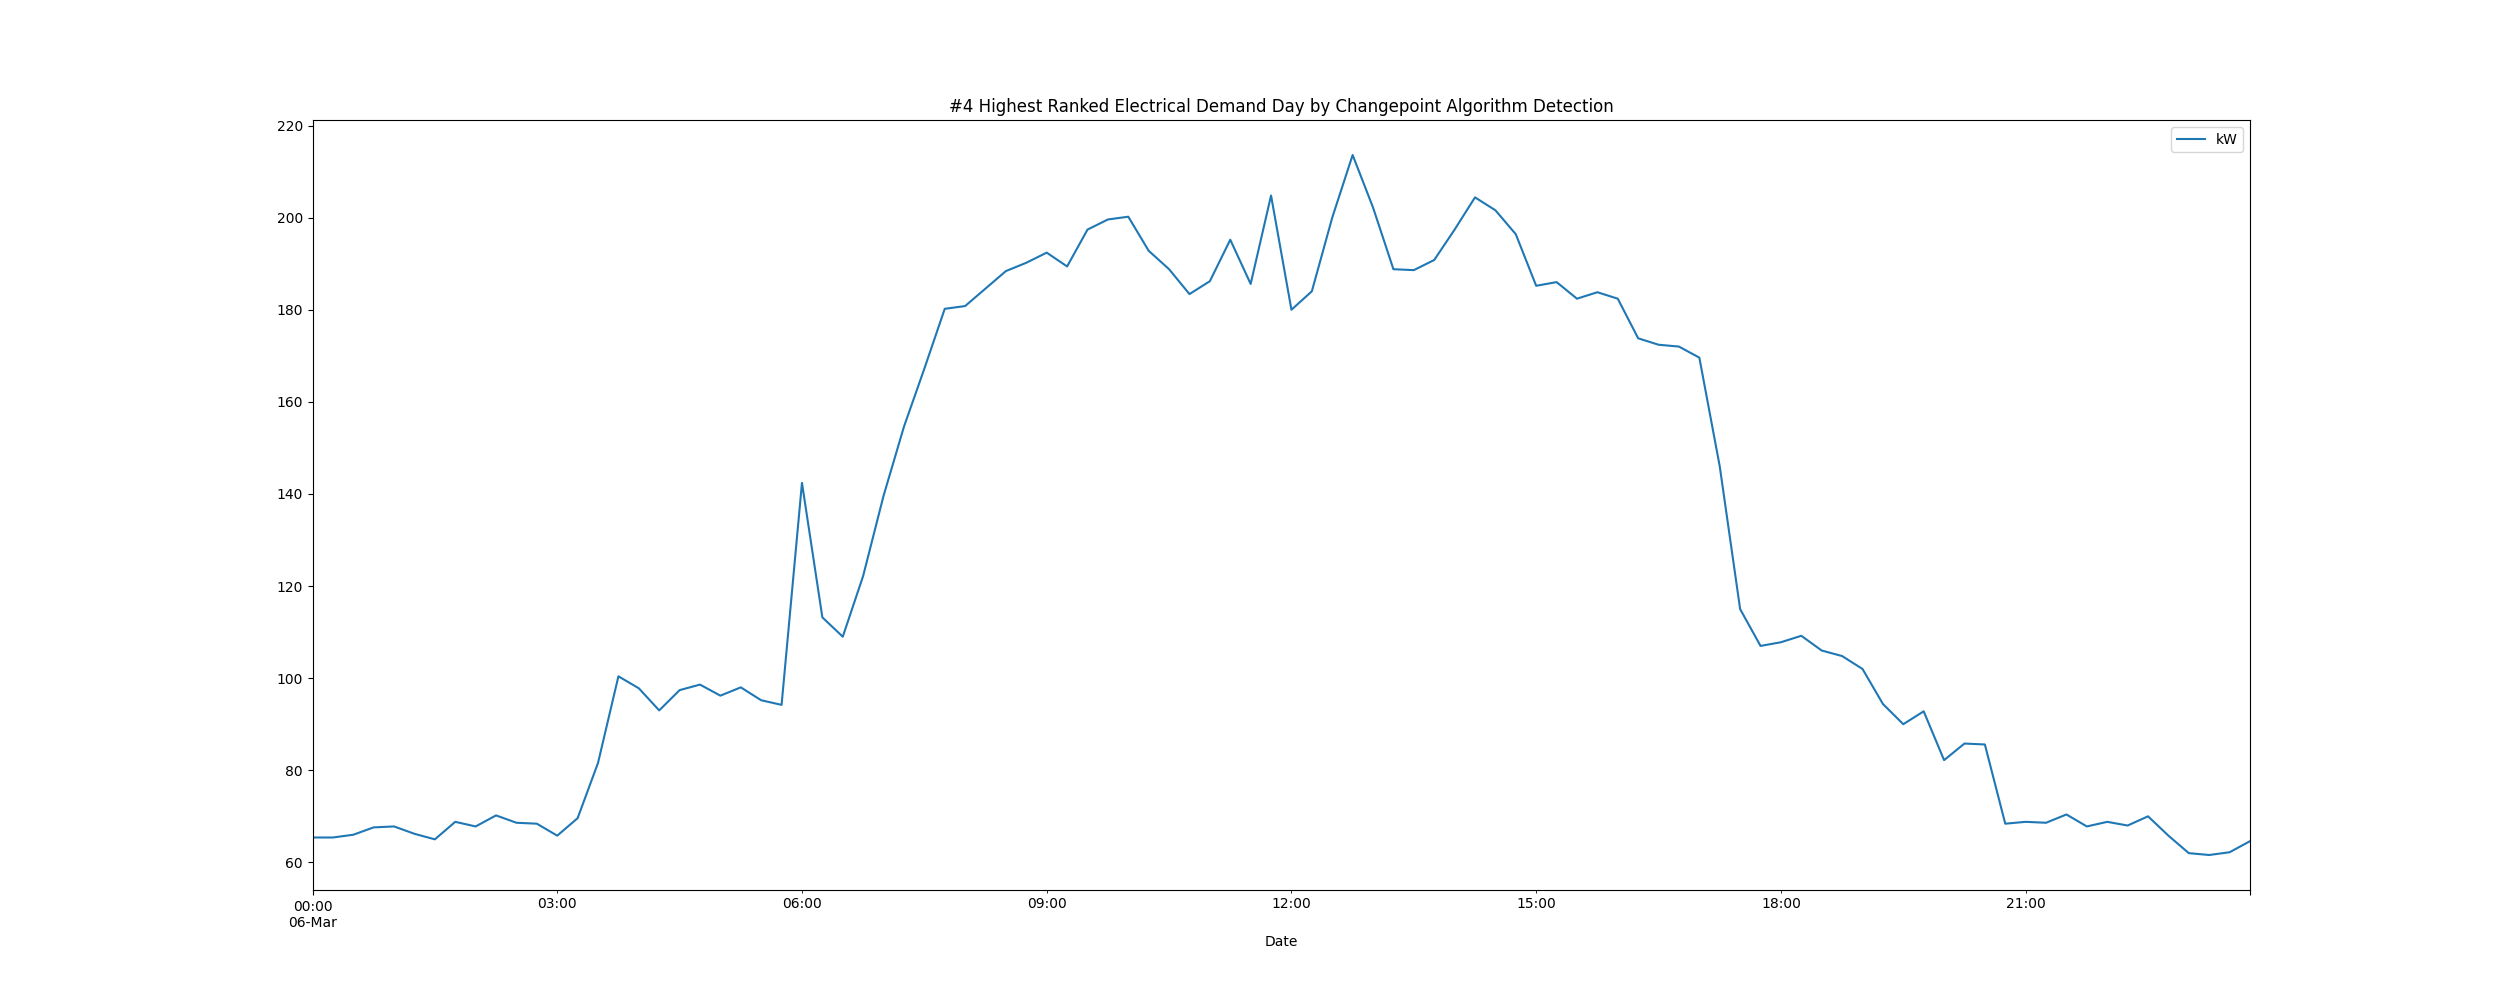 #4 Highest Ranked Electrical Demand Day by Changepoint Algorithm Detection
kW
220
200
180
160
140
120
100
80
60
00:00 03:00 06:00 09:00 12:00 15:00 18:00 21:00
06-Mar
Date